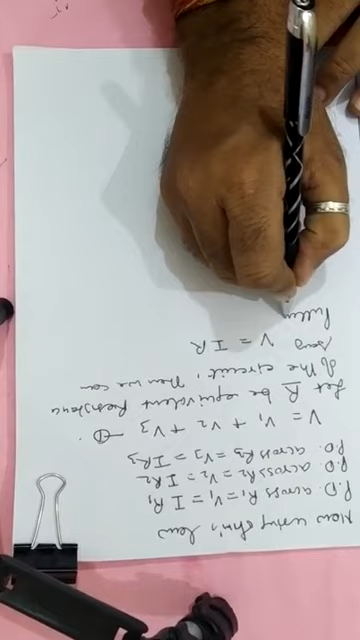 Now using ohm's law
P.D across R1 = V1 = I R1
P.D across R2 = V2 = I R2
P.D. across R3 = V3 = I R3
V = V1 + V2 + V3 —①.
Let R be equivalent Resistance
of the circuit, Then we can
say V = I R